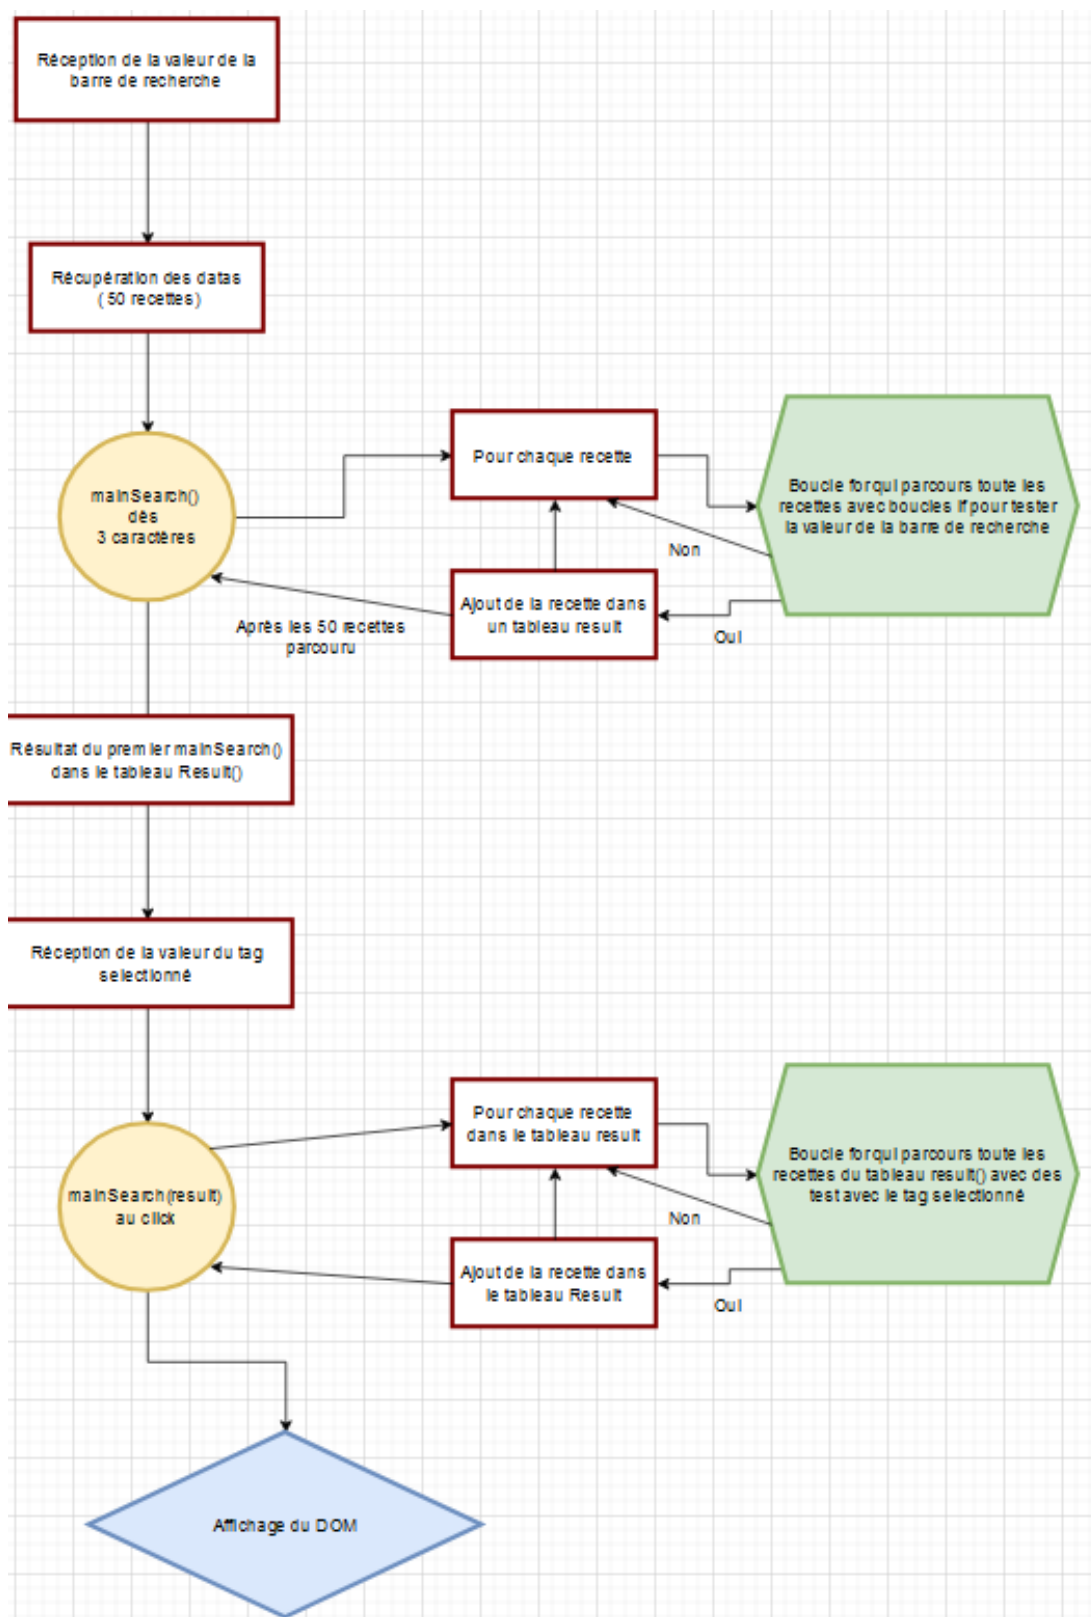 Réception de la valeur de la
barre de recherche
Récupération des datas
( 50 recettes)
mainSearch()
dès
3 caractères
Pour chaque recette
Boucle for qui parcours toute les
recettes avec boucles If pour tester
la valeur de la barre de recherche
Non
Ajout de la recette dans
un tableau result
Oui
Après les 50 recettes
parcouru
Résultat du premier mainSearch()
dans le tableau Result()
Réception de la valeur du tag
selectionné
mainSearch(result)
au click
Pour chaque recette
dans le tableau result
Boucle for qui parcours toute les
recettes du tableau result() avec des
test avec le tag selectionné
Non
Ajout de la recette dans
le tableau Result
Oui
Affichage du DOM